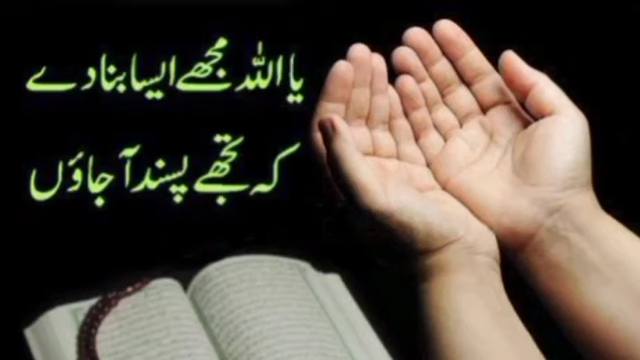 یا اللہ مجھے ایسا بنا دے
کہ تجھے پسند آ جاؤں